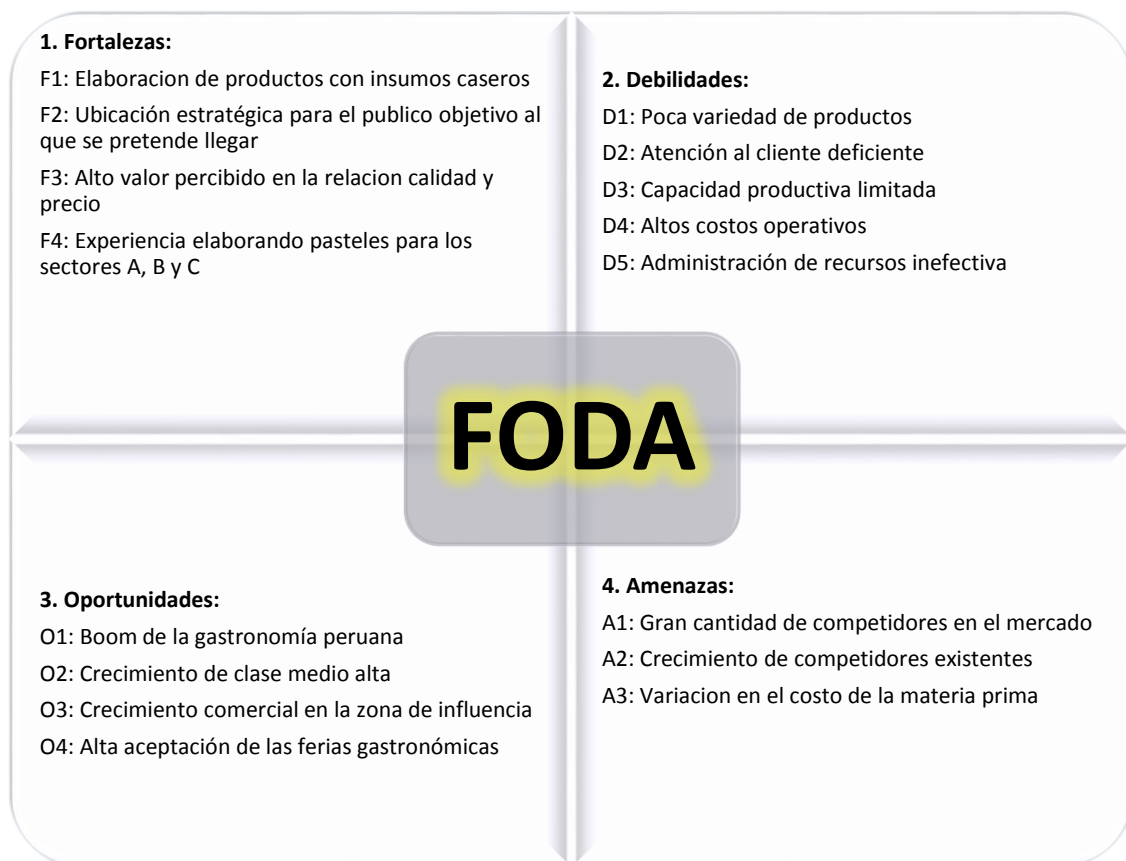 1. Fortalezas:
F1: Elaboracion de productos con insumos caseros
F2: Ubicación estratégica para el publico objetivo al
que se pretende llegar
F3: Alto valor percibido en la relacion calidad y
precio
F4: Experiencia elaborando pasteles para los
sectores A, B y C
2. Debilidades:
D1: Poca variedad de productos
D2: Atención al cliente deficiente
D3: Capacidad productiva limitada
D4: Altos costos operativos
D5: Administración de recursos inefectiva
FODA
3. Oportunidades:
O1: Boom de la gastronomía peruana
O2: Crecimiento de clase medio alta
O3: Crecimiento comercial en la zona de influencia
O4: Alta aceptación de las ferias gastronómicas
4. Amenazas:
A1: Gran cantidad de competidores en el mercado
A2: Crecimiento de competidores existentes
A3: Variacion en el costo de la materia prima